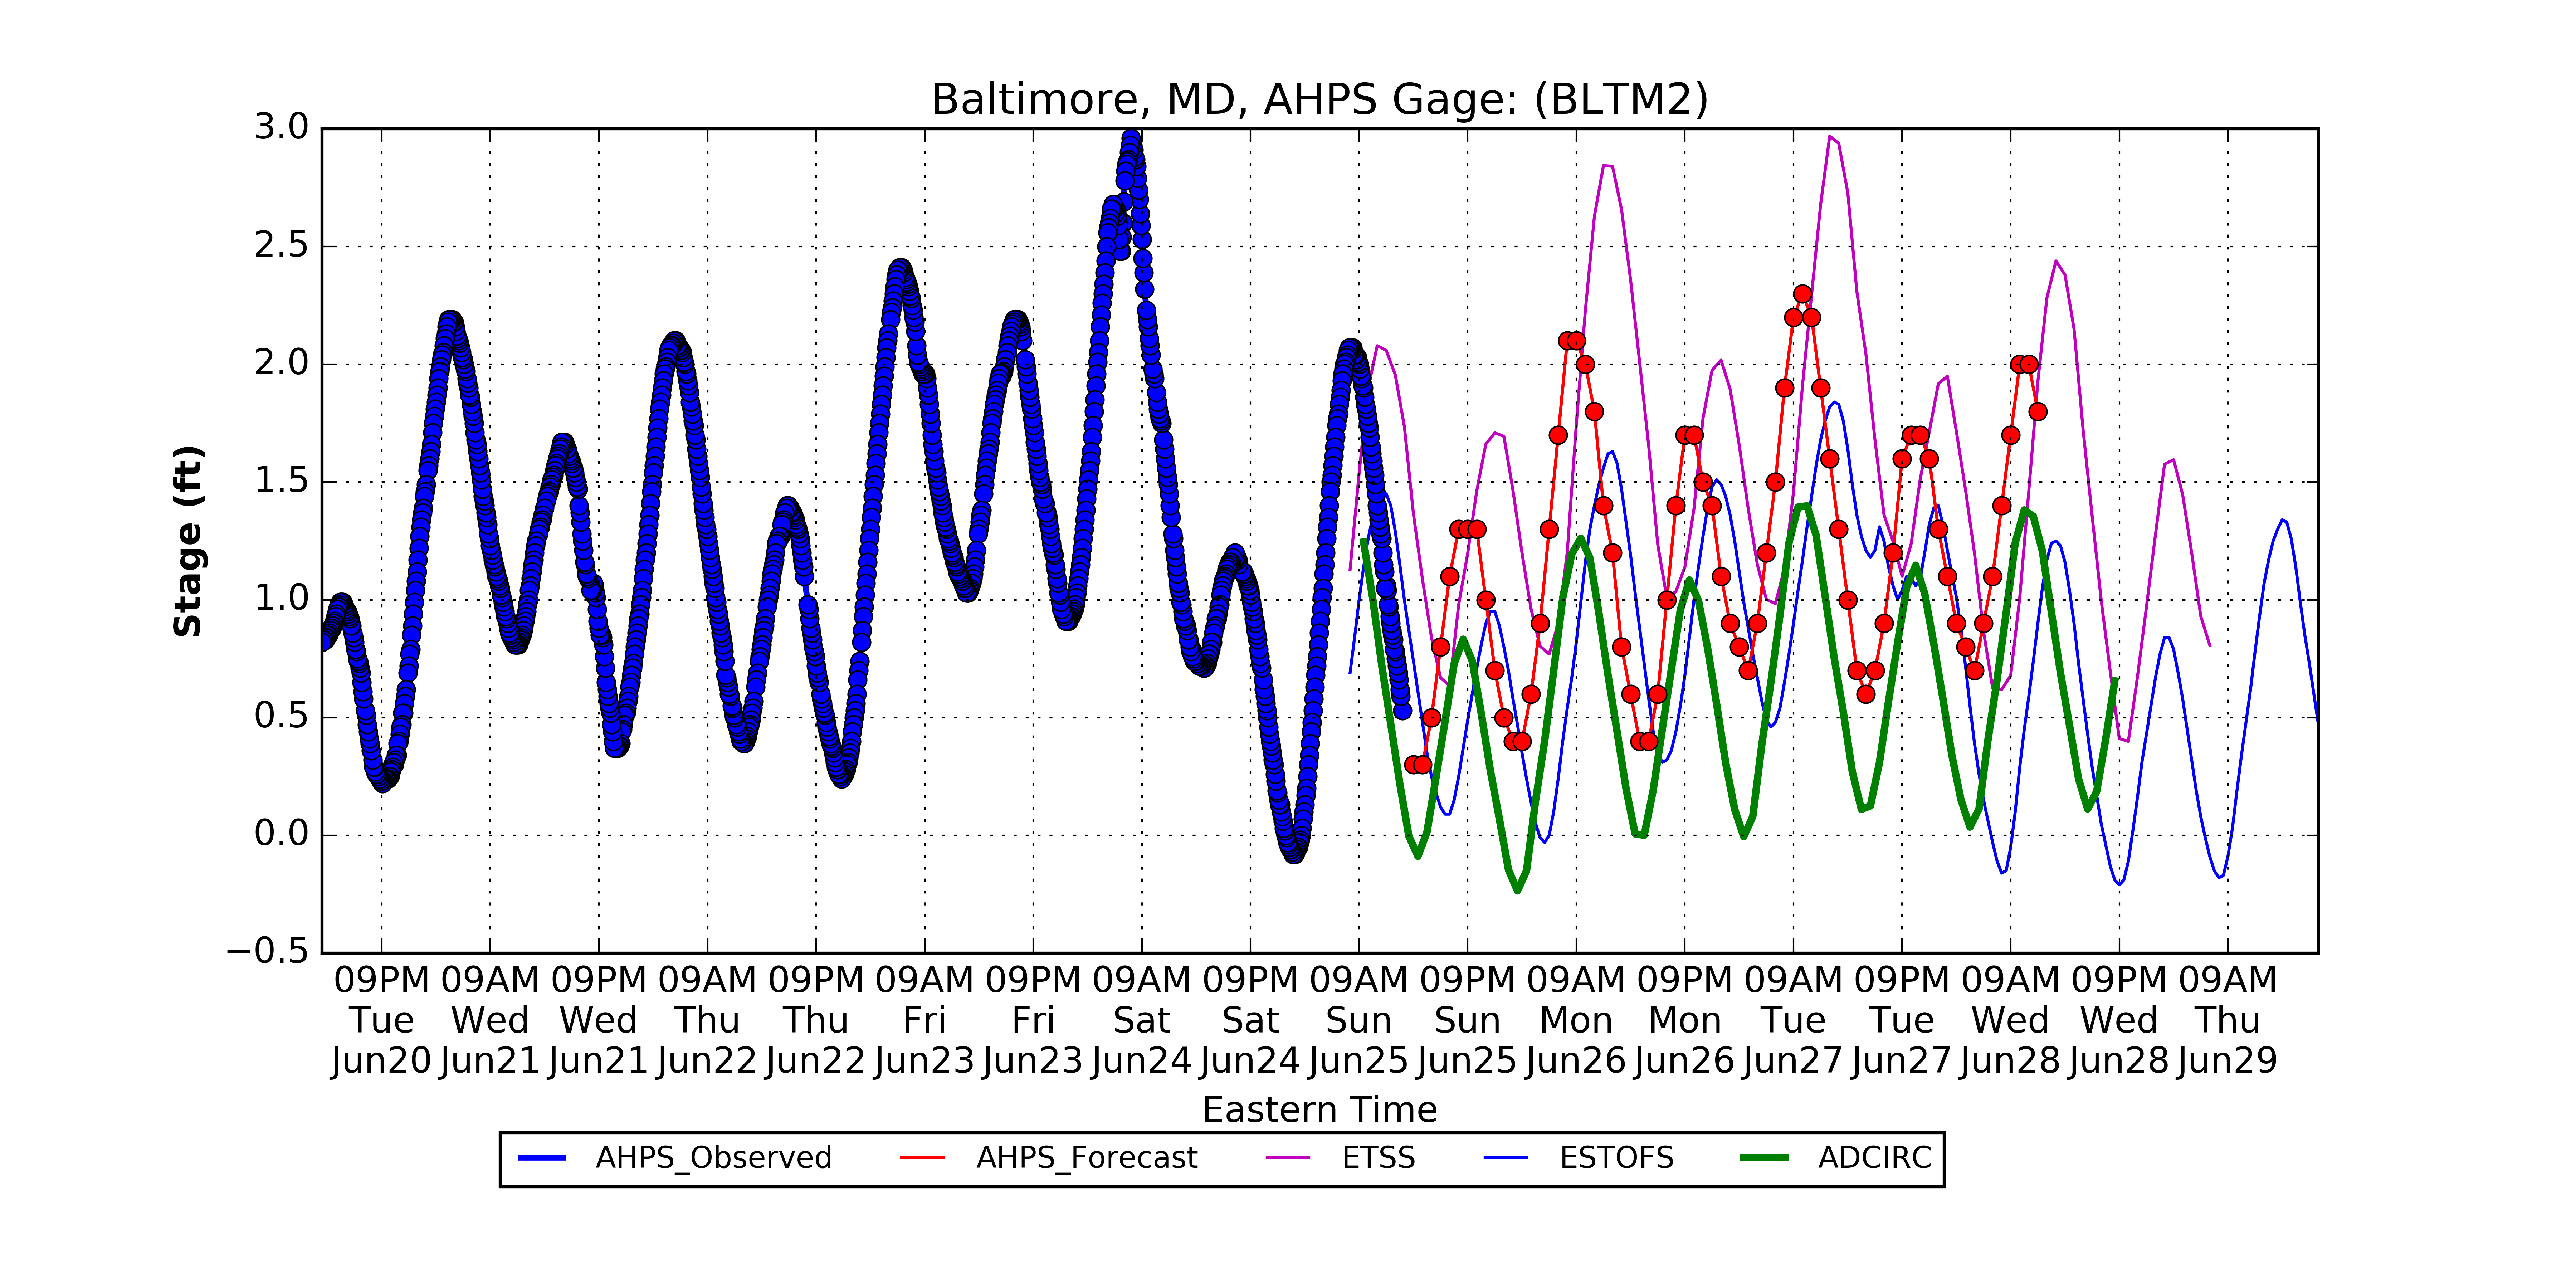 Baltimore, MD, AHPS Gage: (BLTM2)
3.0
2.5
2.0
1.5
1.0
0.5
0.0
−0.5
Stage (ft)
09PM 09AM 09PM 09AM 09PM 09AM 09PM 09AM 09PM 09AM 09PM 09AM 09PM 09AM 09PM 09AM 09PM 09AM
Tue Wed Wed Thu Thu Fri Fri Sat Sat Sun Sun Mon Mon Tue Tue Wed Wed Thu
Jun20 Jun21 Jun21 Jun22 Jun22 Jun23 Jun23 Jun24 Jun24 Jun25 Jun25 Jun26 Jun26 Jun27 Jun27 Jun28 Jun28 Jun29
Eastern Time
AHPS_Observed AHPS_Forecast ETSS ESTOFS ADCIRC